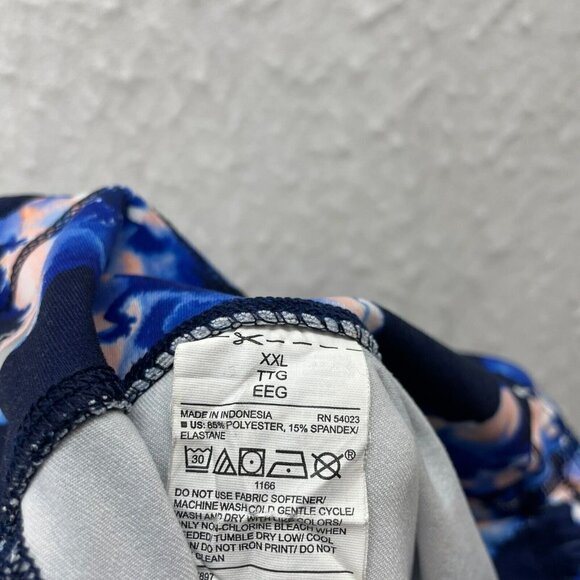 XXL
TTG
EEG
MADE IN INDONESIA RN 54023
US: 85% POLYESTER, 15% SPANDEX/
ELASTANE
30 ®
1166
DO NOT USE FABRIC SOFTENER/
MACHINE WASH COLD GENTLE CYCLE/
WASH AND DRY WITH LIKE COLORS/
ONLY NON-CHLORINE BLEACH WHEN
NEEDED TUMBLE DRY LOW/ COOL
IRON/ DO NOT IRON PRINT/ DO NOT
DRY CLEAN
897